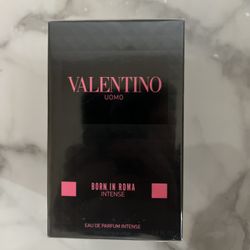 VALENTINO
UOMO
BORN IN ROMA
INTENSE
EAU DE PARFUM INTENSE